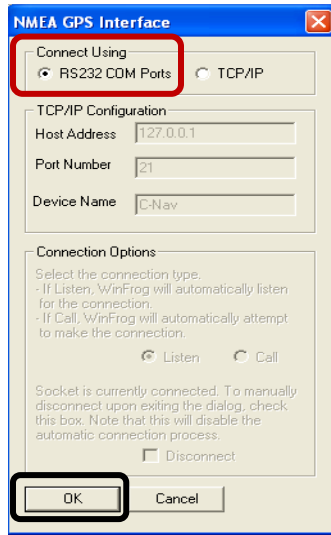 NMEA GPS Interface
Connect Using
RS232 COM Ports
TCP/IP
TCP/IP Configuration
Host Address
127.0.0.1
Port Number
21
Device Name
C-Nav
Connection Options
Select the connection type.
- If Listen, WinFrog will automatically listen
for the connection.
- If Call, WinFrog will automatically attempt
to make the connection.
Listen
Call
Socket is currently connected. To manually
disconnect upon exiting the dialog, check
this box. Note that this will disable the
automatic connection process.
Disconnect
OK
Cancel